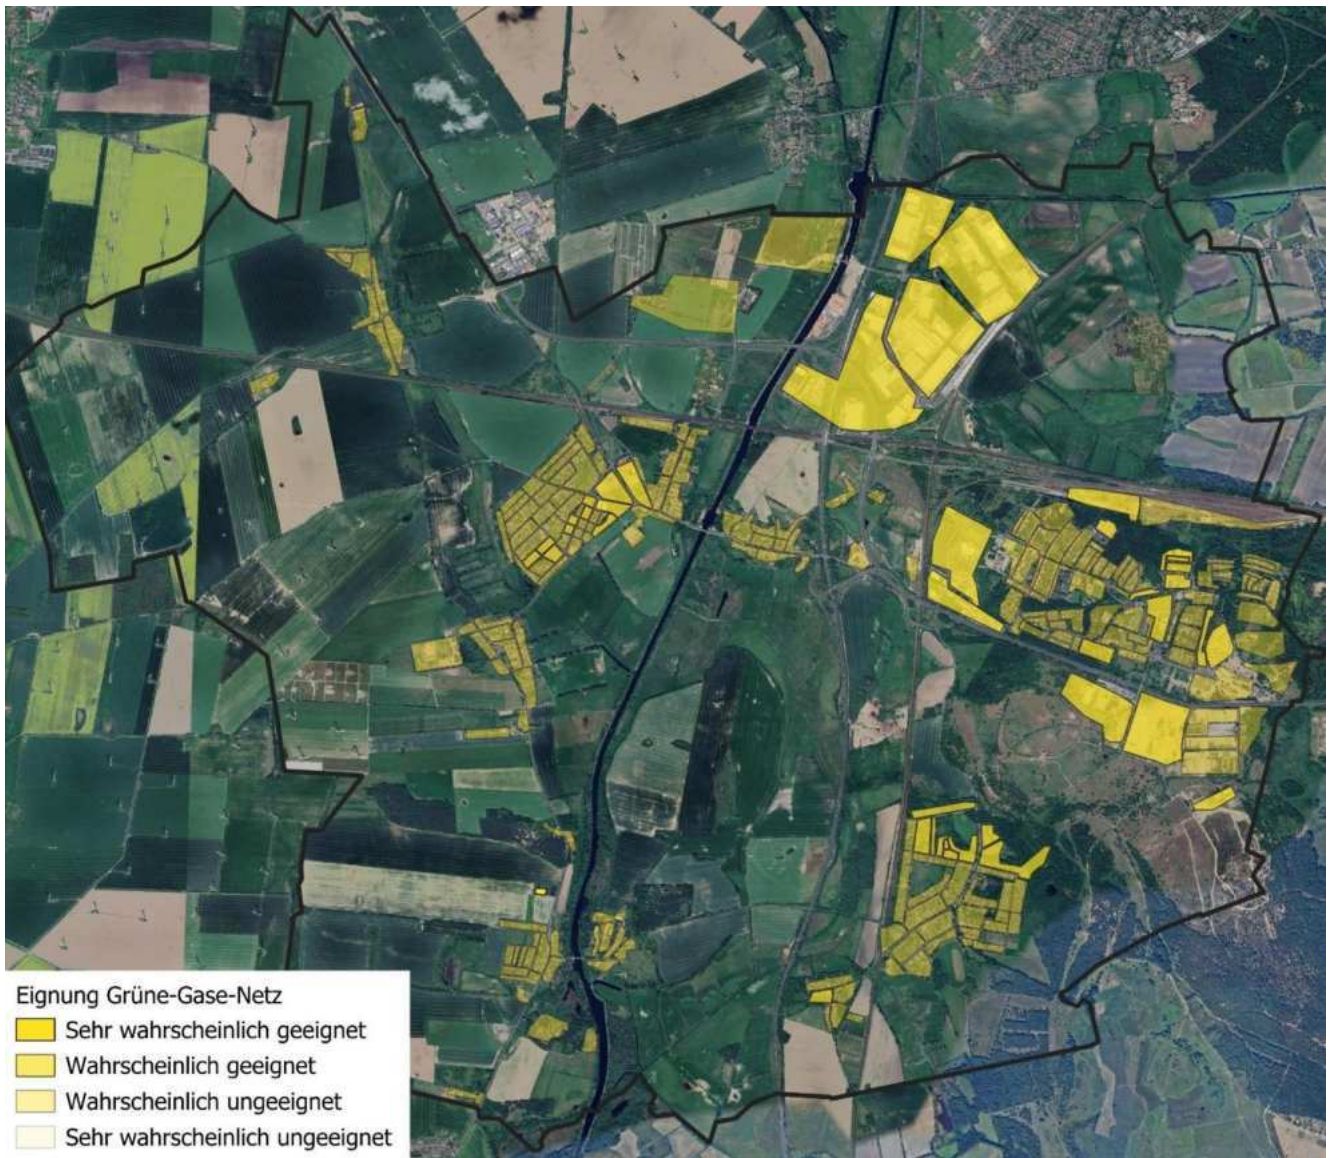 Eignung Grüne-Gase-Netz
Sehr wahrscheinlich geeignet
Wahrscheinlich geeignet
Wahrscheinlich ungeeignet
Sehr wahrscheinlich ungeeignet